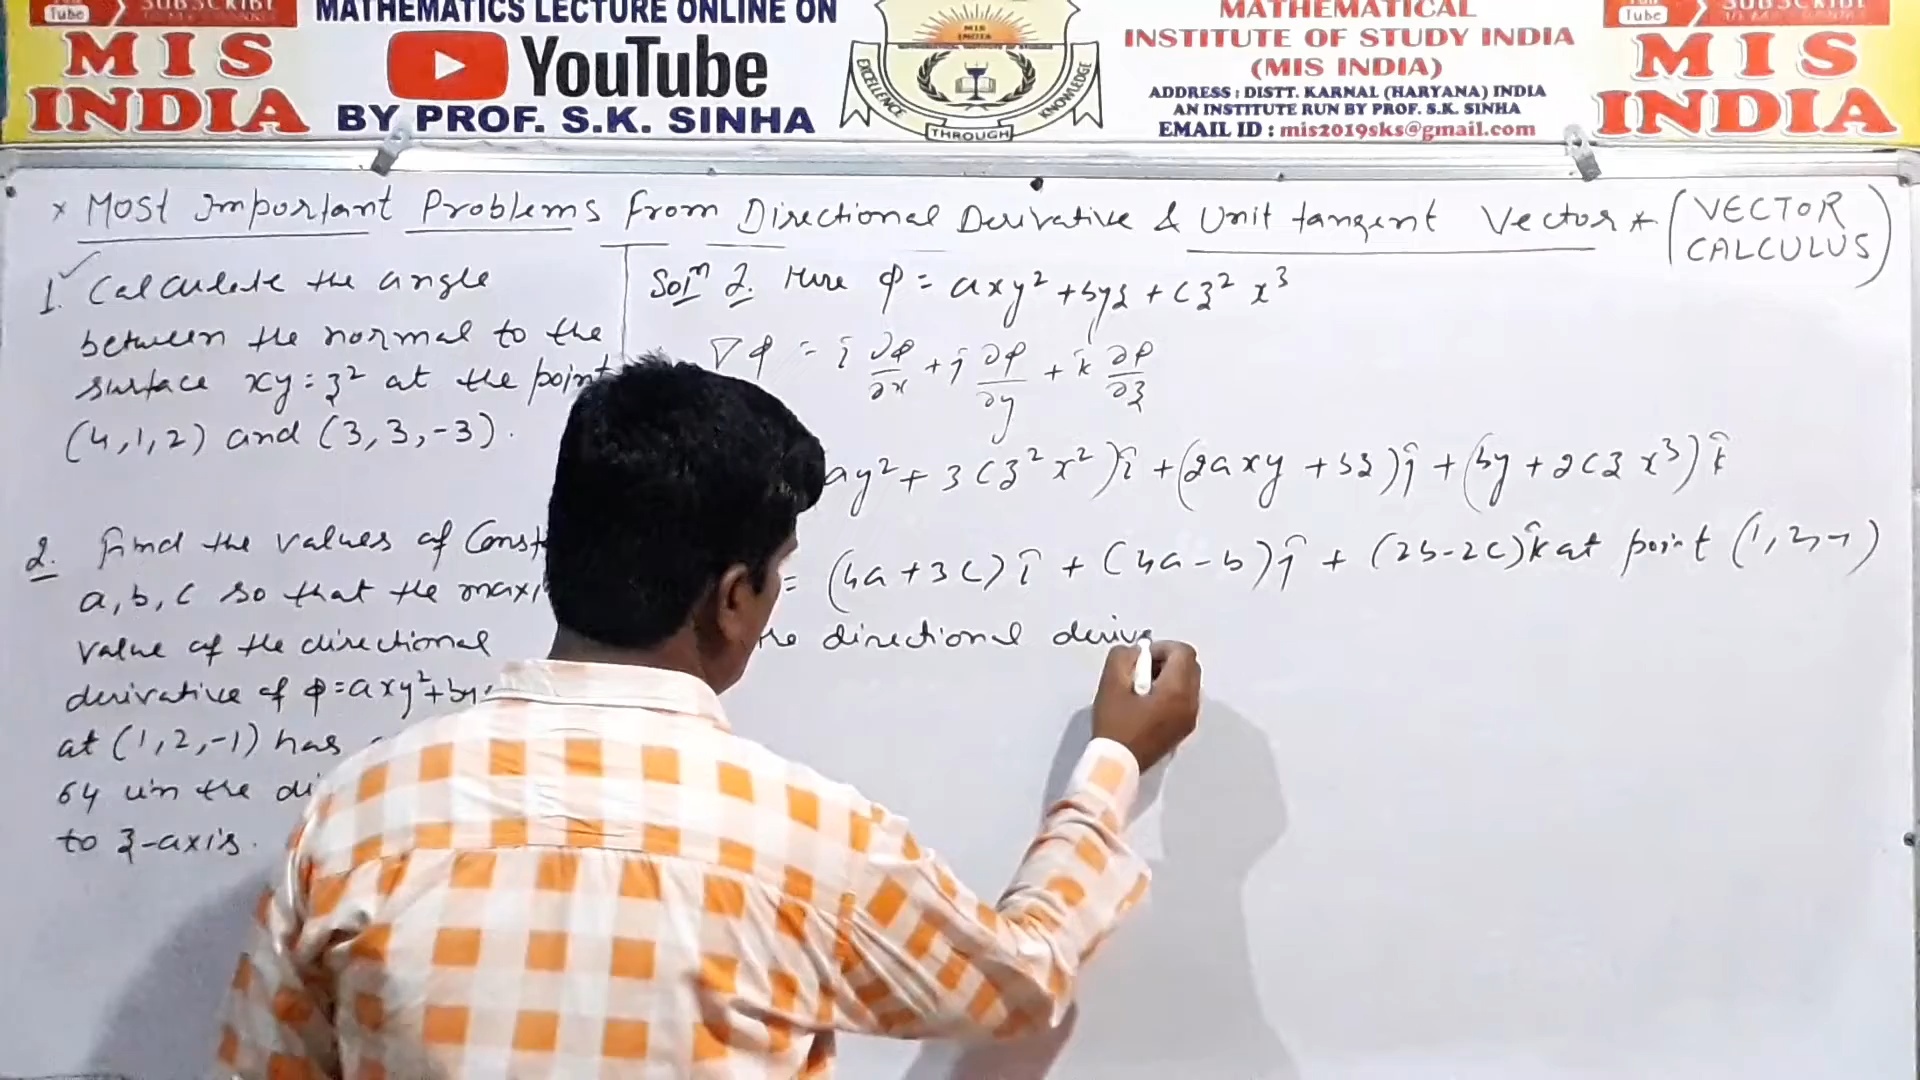 Tube
SUBSCRIBE
MIS
INDIA
MATHEMATICS LECTURE ONLINE ON
YouTube
BY PROF. S.K. SINHA
MIS
INDIA
EXCELLENCE
THROUGH
KNOWLEDGE
MATHEMATICAL
INSTITUTE OF STUDY INDIA
(MIS INDIA)
ADDRESS : DISTT. KARNAL (HARYANA) INDIA
AN INSTITUTE RUN BY PROF. S.K. SINHA
EMAIL ID : mis2019sks@gmail.com
Tube
SUBSCRIBE
MIS
INDIA
* Most Important Problems from Directional Derivative & Unit tangent Vector * (VECTOR
CALCULUS)
1. Calculate the angle
between the normal to the
surface xy=z² at the point
(4,1,2) and (3,3,-3).
2. Find the values of
a,b,c so that the
value of the directional
derivative of φ=axy²+by
at (1,2,-1) has
64 in the
to z-axis.
Solⁿ 2. Here φ = axy²+byz+cz²x³
∇φ = i ∂φ/∂x + j ∂φ/∂y + k ∂φ/∂z
ay²+3cz²x²)î+(2axy+bz)ĵ+(by+2czx³)k̂
= (4a+3c)î+(4a-b)ĵ+(2b-2c)k̂ at point (1,2,-1)
directional